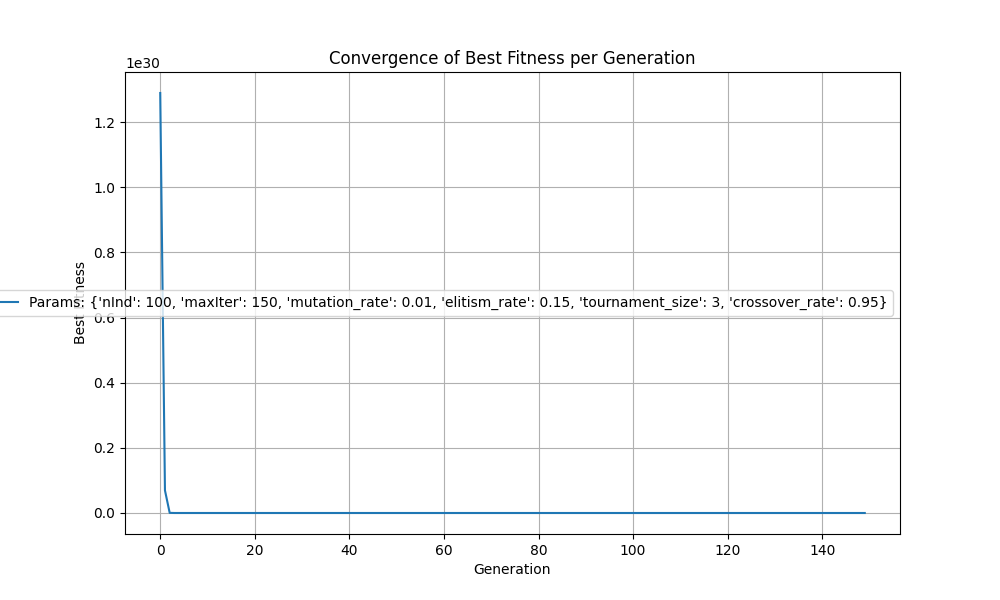 Convergence of Best Fitness per Generation
1e30
1.2
1.0
0.8
Params: {'nInd': 100, 'maxIter': 150, 'mutation_rate': 0.01, 'elitism_rate': 0.15, 'tournament_size': 3, 'crossover_rate': 0.95}
Best Fitness
0.6
0.4
0.2
0.0
0 20 40 60 80 100 120 140
Generation